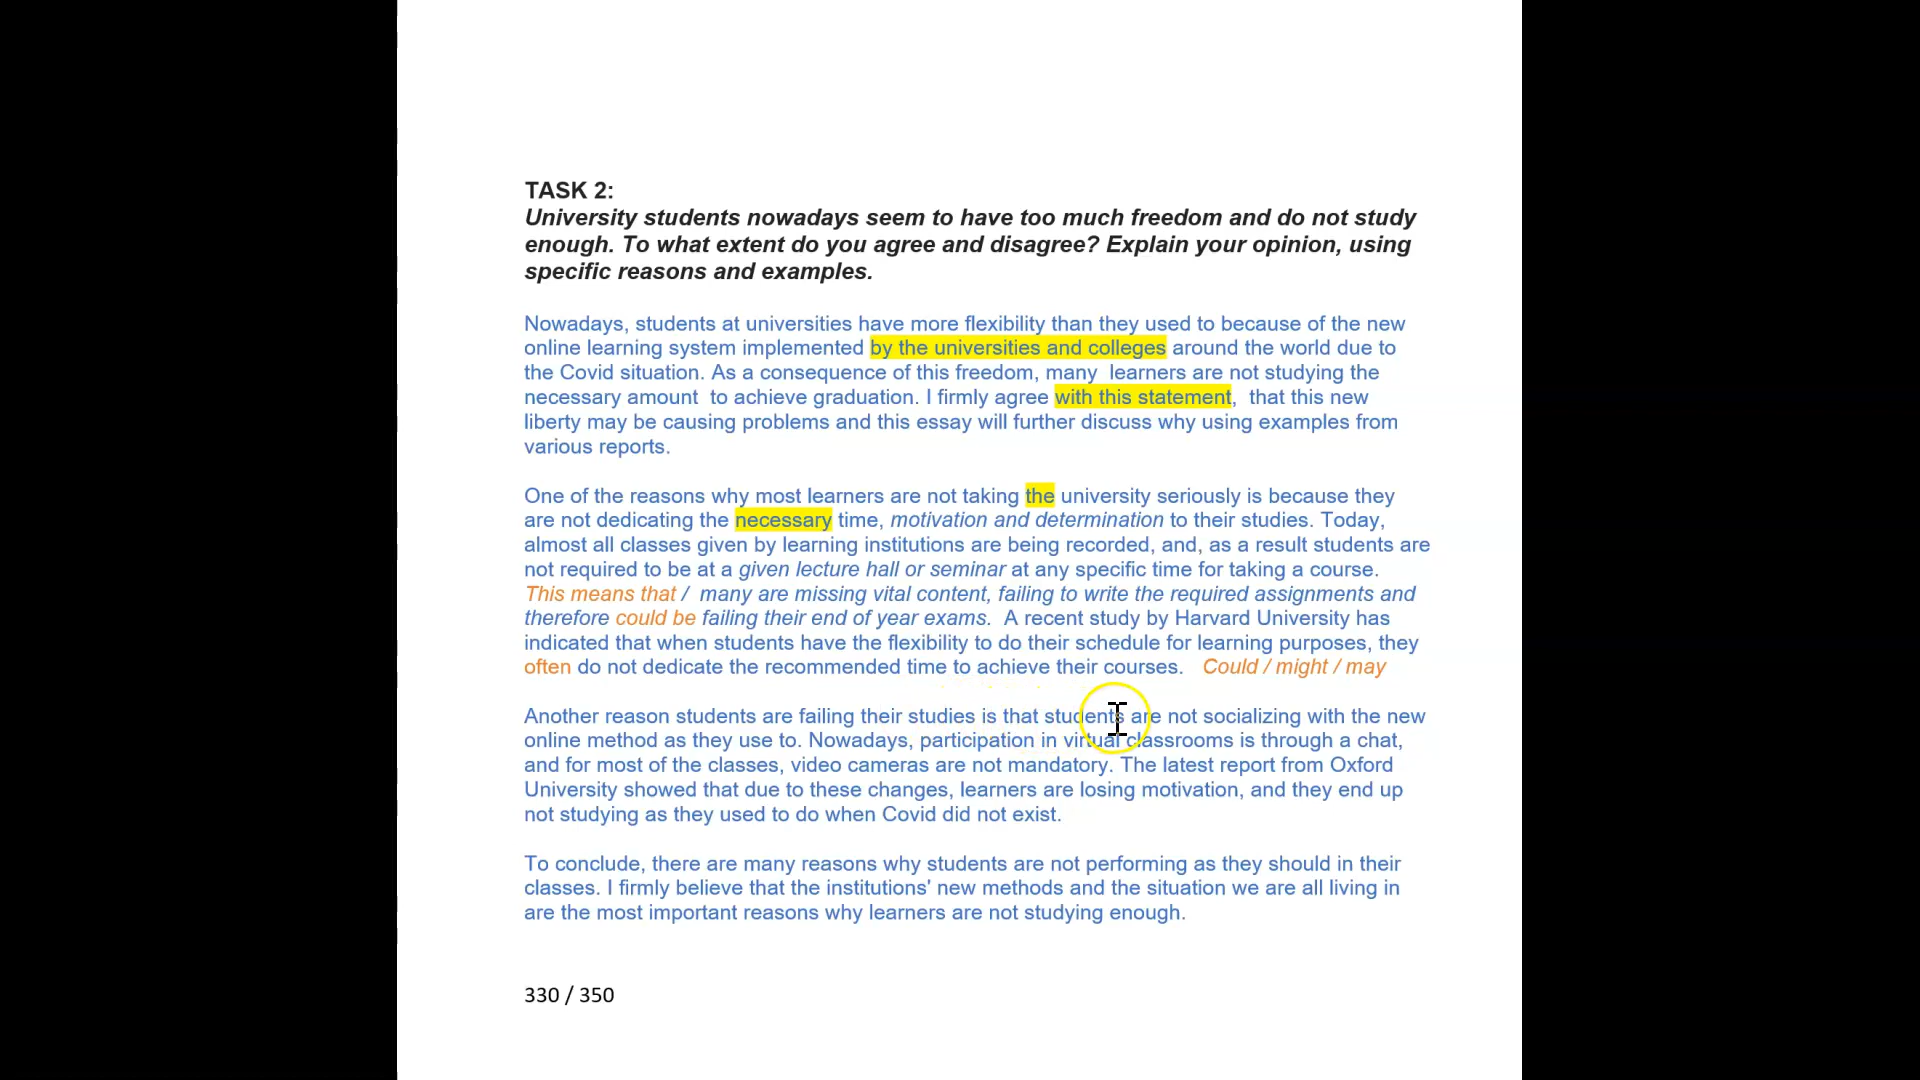 TASK 2:
University students nowadays seem to have too much freedom and do not study
enough. To what extent do you agree and disagree? Explain your opinion, using
specific reasons and examples.
Nowadays, students at universities have more flexibility than they used to because of the new
online learning system implemented by the universities and colleges around the world due to
the Covid situation. As a consequence of this freedom, many  learners are not studying the
necessary amount  to achieve graduation. I firmly agree with this statement,  that this new
liberty may be causing problems and this essay will further discuss why using examples from
various reports.
One of the reasons why most learners are not taking the university seriously is because they
are not dedicating the necessary time, motivation and determination to their studies. Today,
almost all classes given by learning institutions are being recorded, and, as a result students are
not required to be at a given lecture hall or seminar at any specific time for taking a course.
This means that /  many are missing vital content, failing to write the required assignments and
therefore could be failing their end of year exams.  A recent study by Harvard University has
indicated that when students have the flexibility to do their schedule for learning purposes, they
often do not dedicate the recommended time to achieve their courses.   Could / might / may
Another reason students are failing their studies is that students are not socializing with the new
online method as they use to. Nowadays, participation in virtual classrooms is through a chat,
and for most of the classes, video cameras are not mandatory. The latest report from Oxford
University showed that due to these changes, learners are losing motivation, and they end up
not studying as they used to do when Covid did not exist.
To conclude, there are many reasons why students are not performing as they should in their
classes. I firmly believe that the institutions' new methods and the situation we are all living in
are the most important reasons why learners are not studying enough.
330 / 350